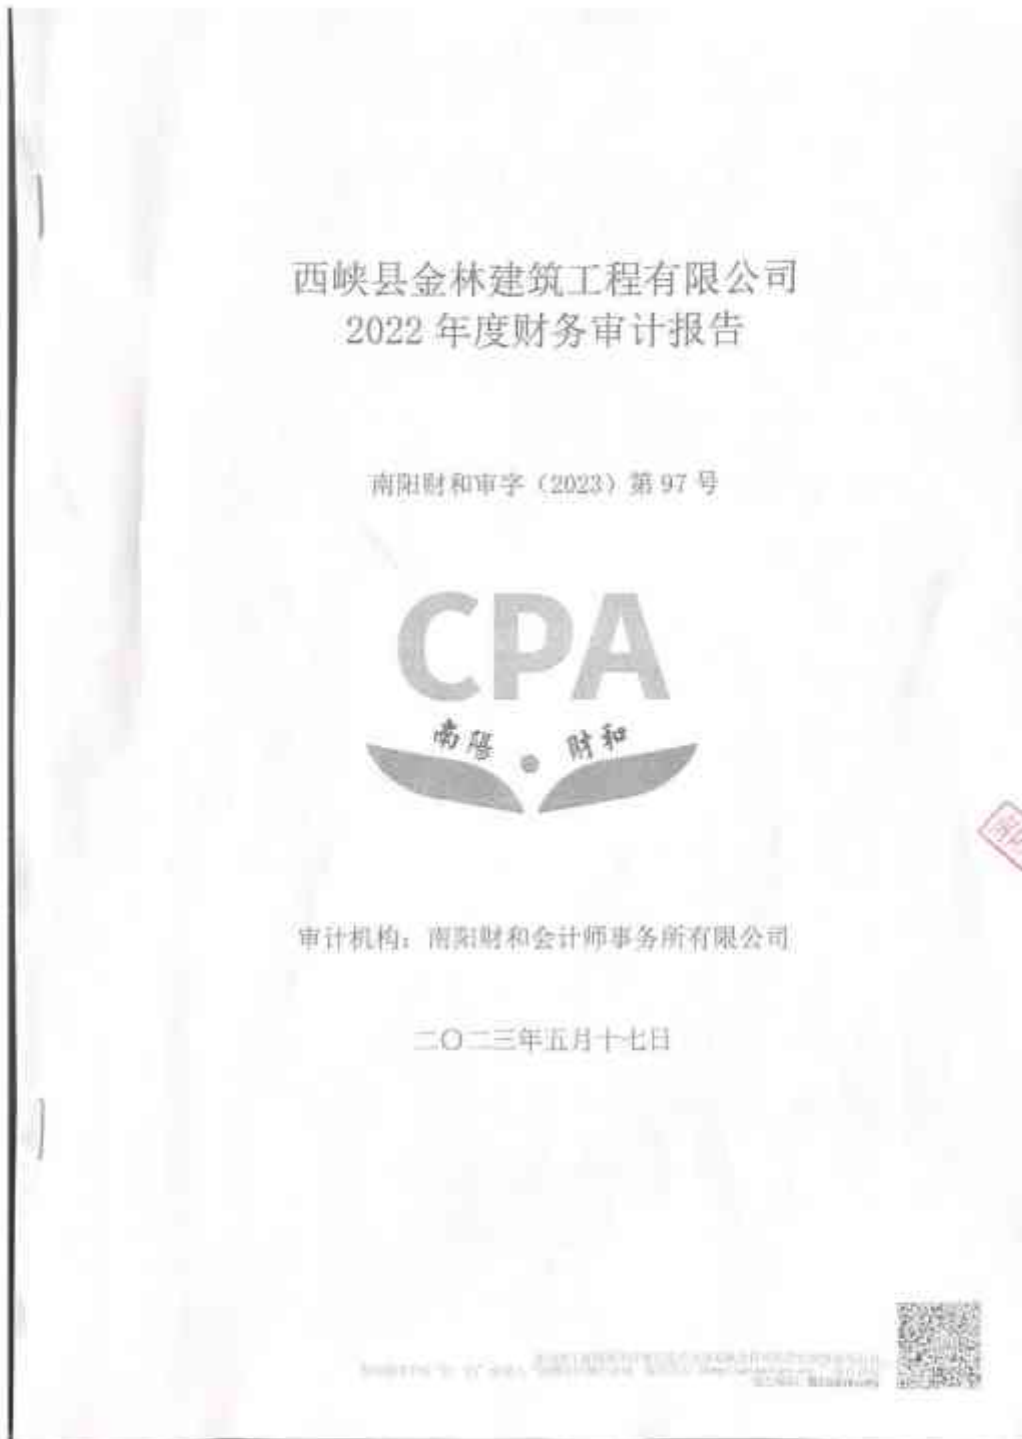 西峡县金林建筑工程有限公司
2022 年度财务审计报告
南阳财和审字（2023）第 97 号
CPA
南陽 财和
审计机构：南阳财和会计师事务所有限公司
二〇二三年五月十七日